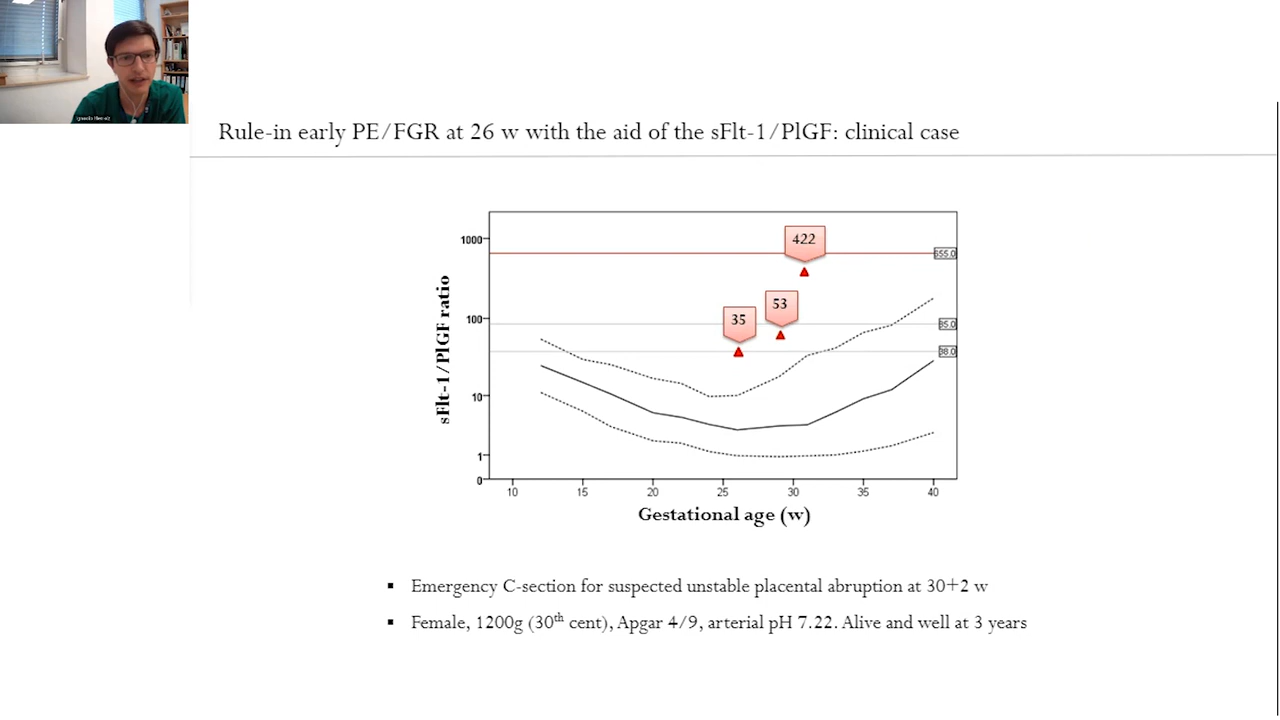 Rule-in early PE/FGR at 26 w with the aid of the sFlt-1/PlGF: clinical case
sFlt-1/PlGF ratio
1000
100
10
1
0
422
53
35
655.0
85.0
38.0
10 15 20 25 30 35 40
Gestational age (w)
▪ Emergency C-section for suspected unstable placental abruption at 30+2 w
▪ Female, 1200g (30th cent), Apgar 4/9, arterial pH 7.22. Alive and well at 3 years